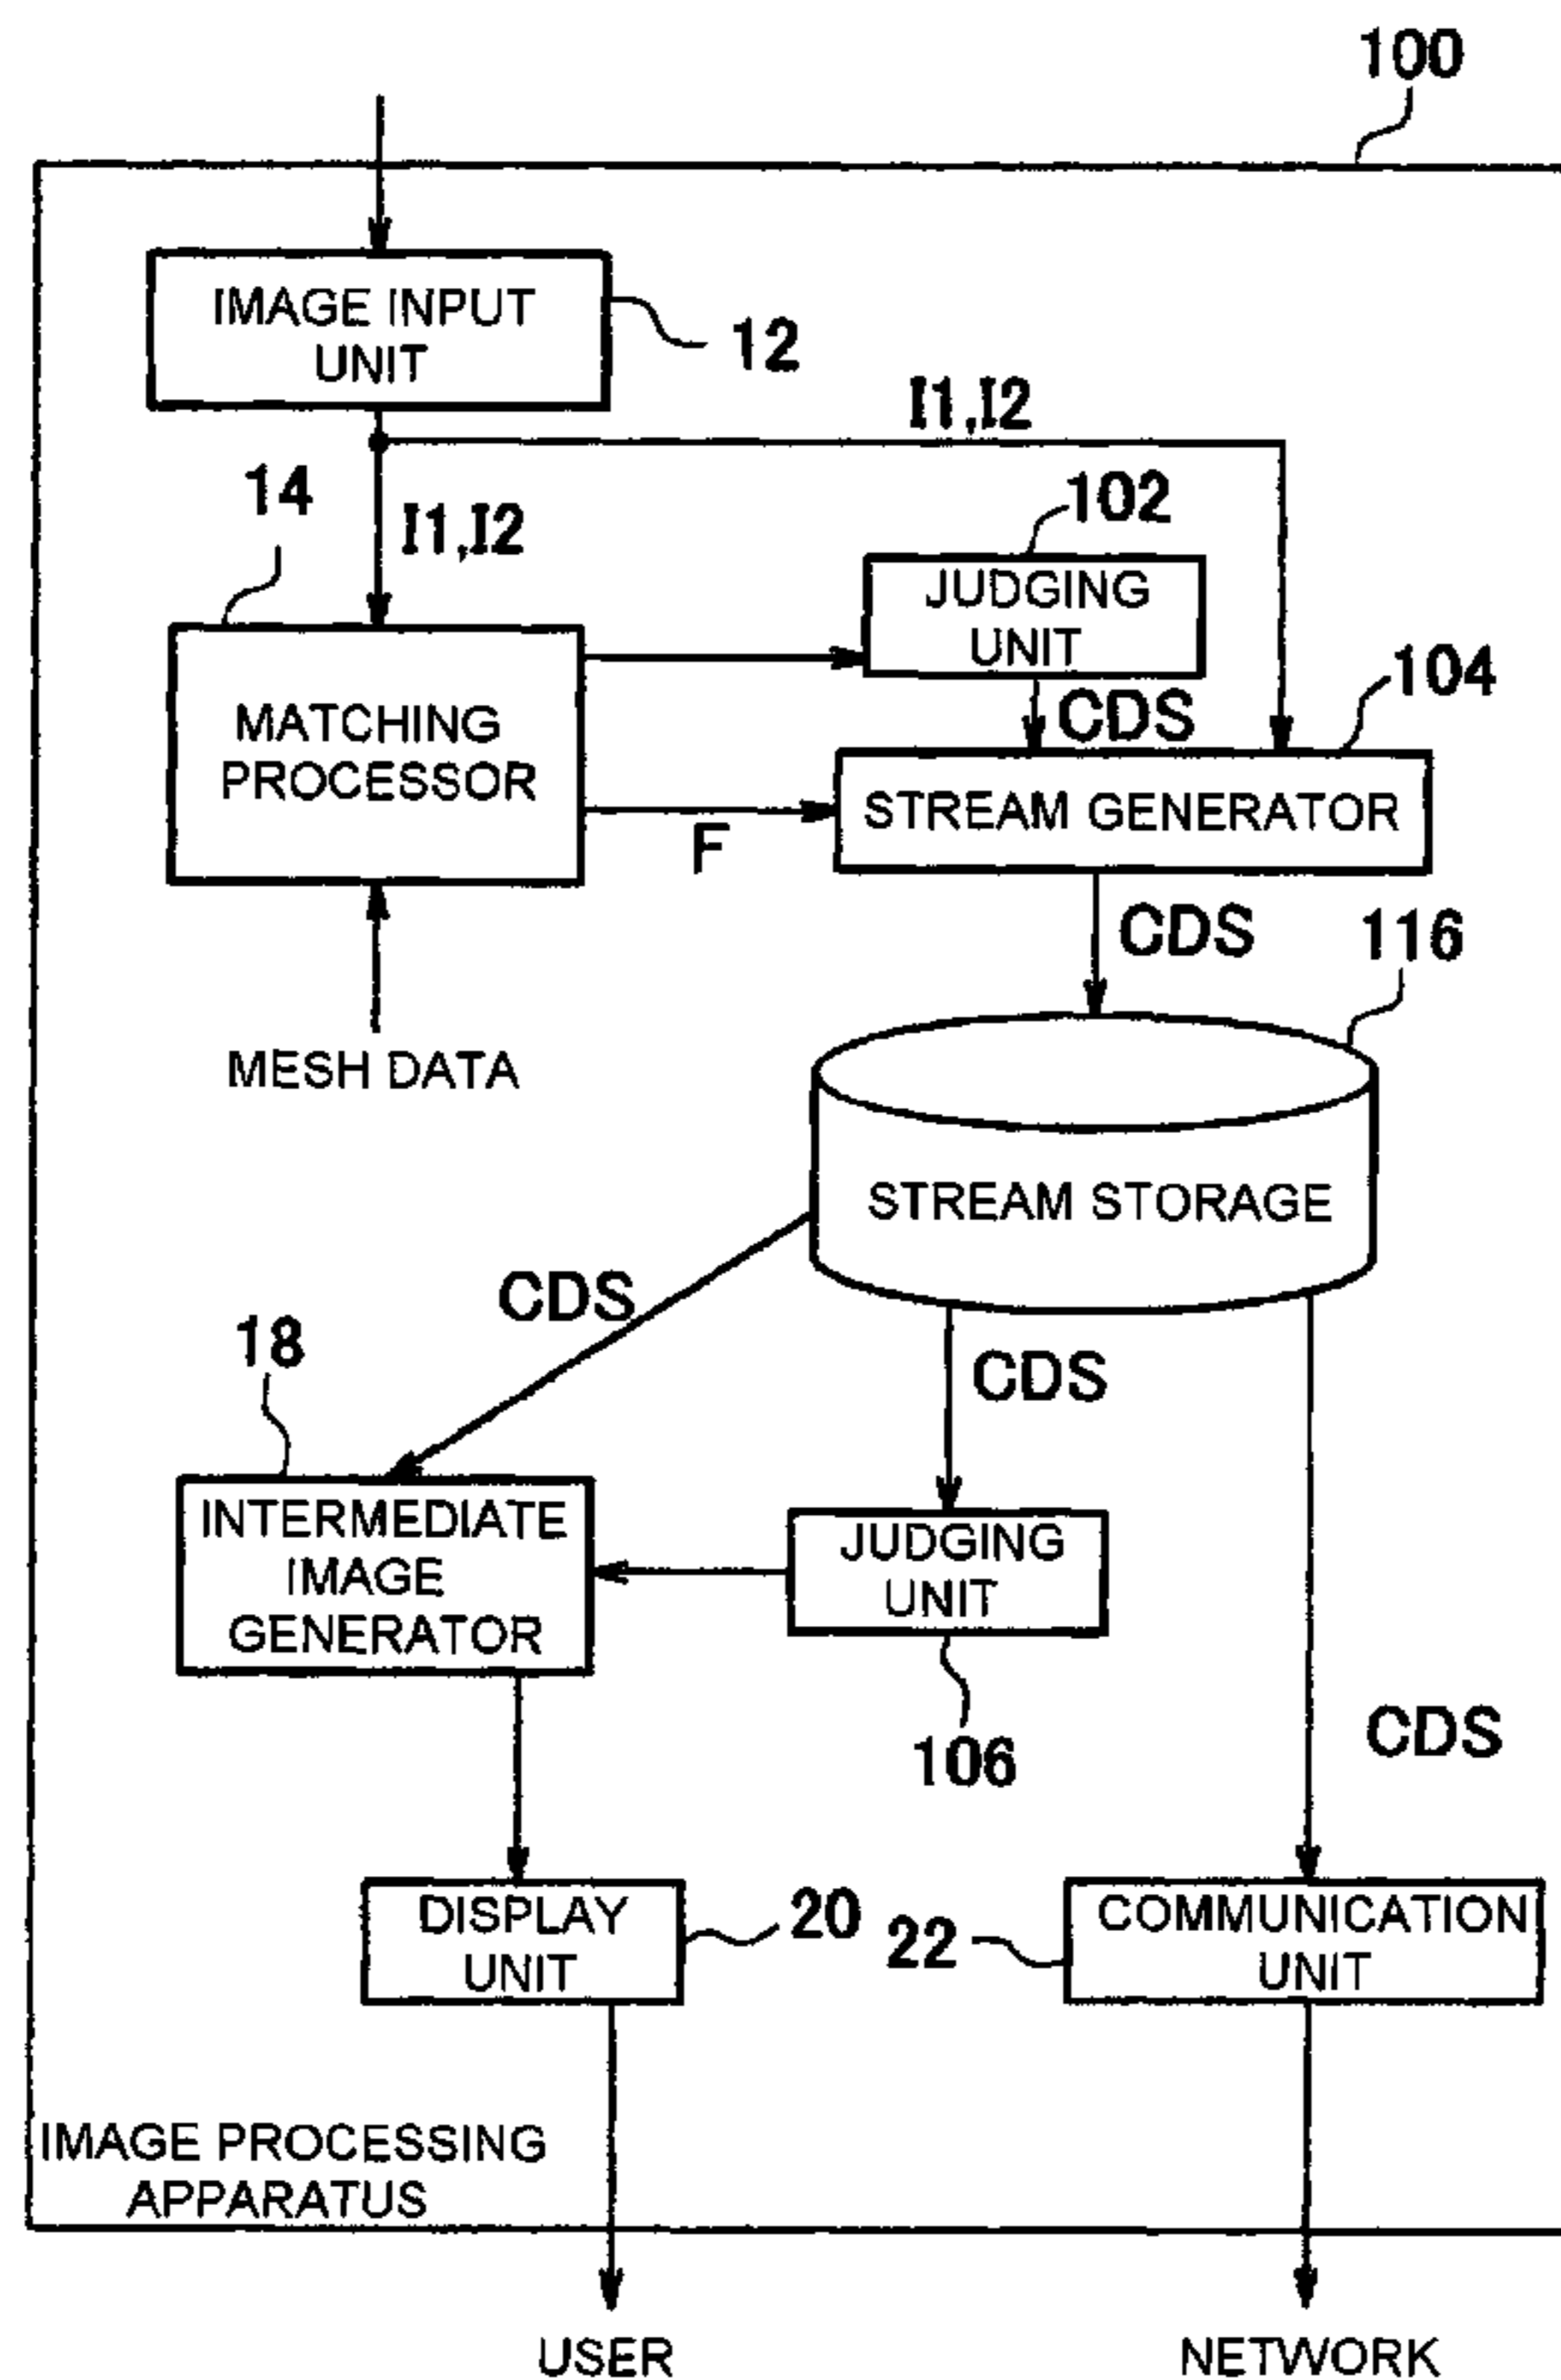 100
IMAGE INPUT
UNIT
12
I1,I2
14
I1,I2
102
JUDGING
UNIT
104
CDS
MATCHING
PROCESSOR
STREAM GENERATOR
F
CDS
116
MESH DATA
STREAM STORAGE
CDS
18
CDS
INTERMEDIATE
IMAGE
GENERATOR
JUDGING
UNIT
106
CDS
DISPLAY
UNIT
20
22
COMMUNICATION
UNIT
IMAGE PROCESSING
APPARATUS
USER
NETWORK